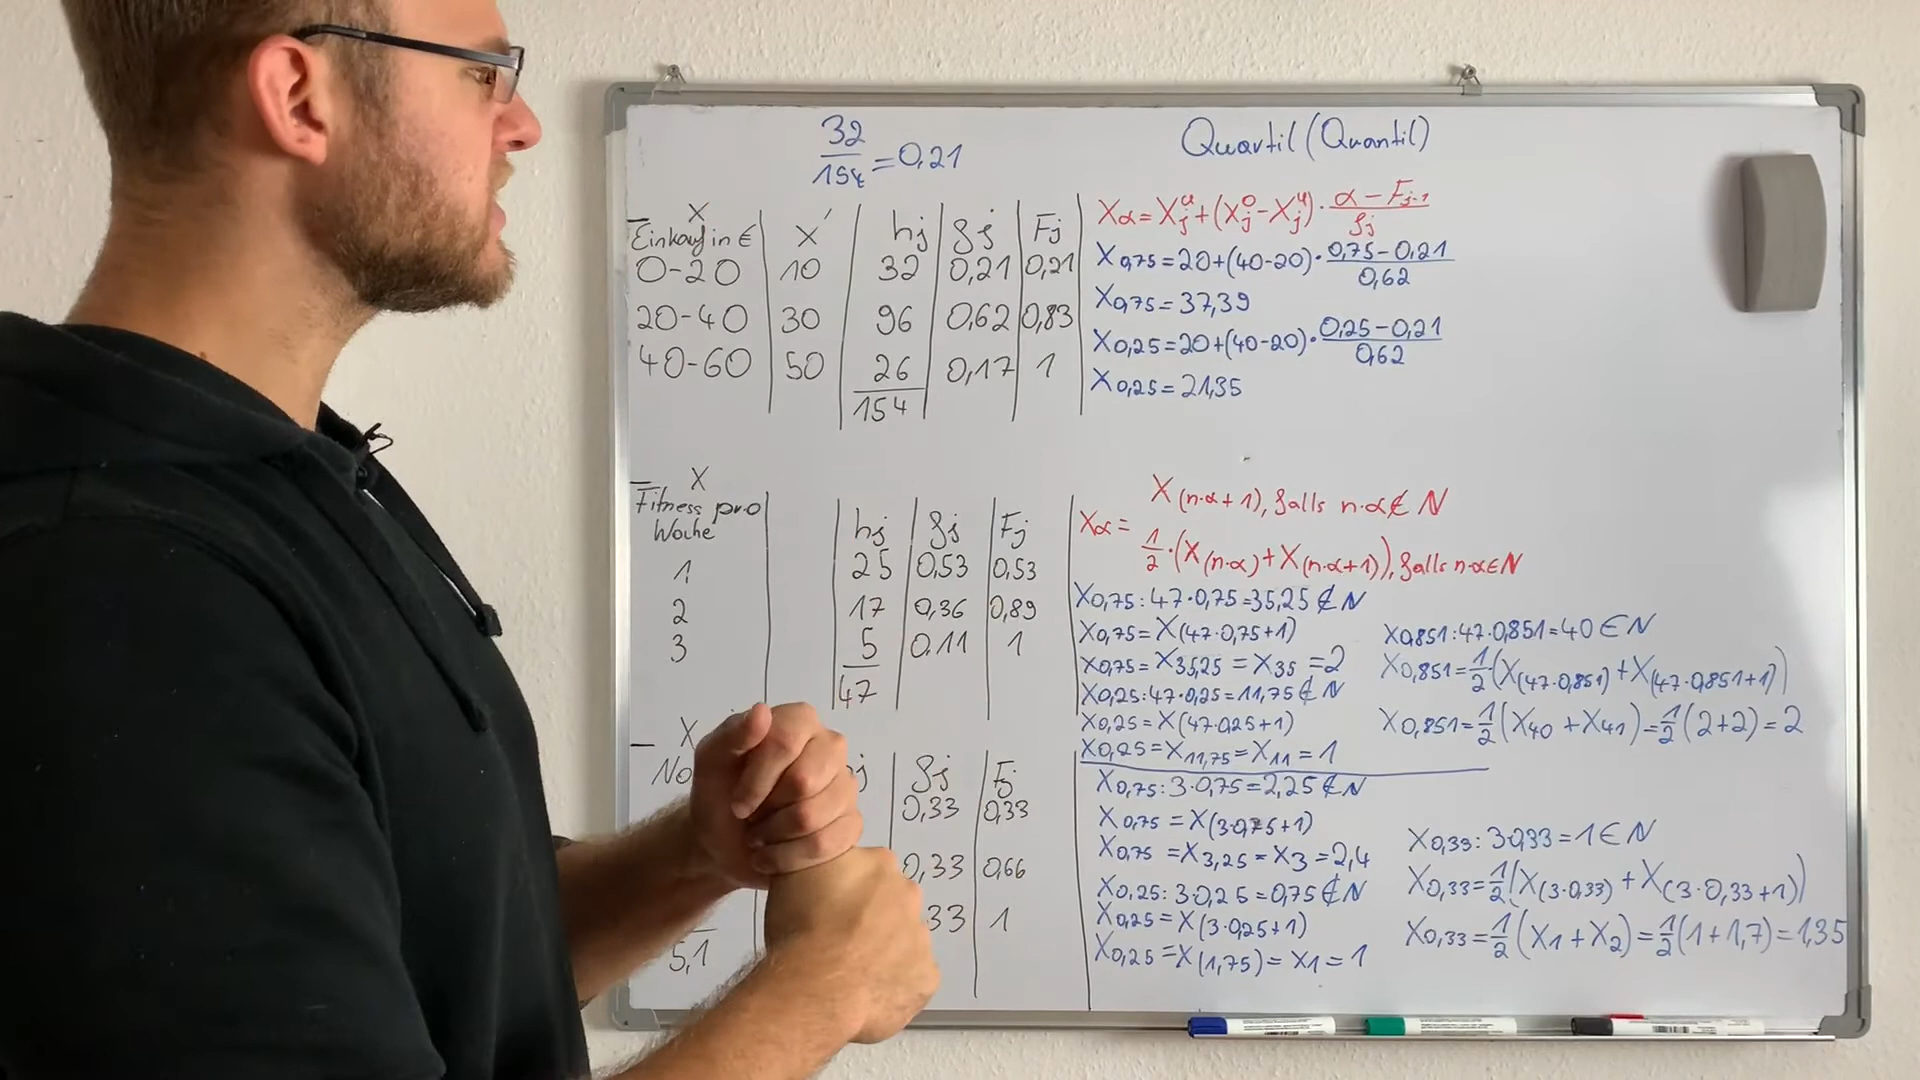 32
154 =0,21
Quartil (Quantil)
X
Einkauf in € X' hj fj Fj
0-20 10 32 0,21 0,21
20-40 30 96 0,62 0,83
40-60 50 26 0,17 1
154
Xα = Xj^u + (Xj^o - Xj^u) · (α - Fj-1)/fj
X0,75 = 20+(40-20) · (0,75-0,21)/0,62
X0,75 = 37,39
X0,25 = 20+(40-20) · (0,25-0,21)/0,62
X0,25 = 21,35
X
Fitness pro
Woche hj fj Fj
1 25 0,53 0,53
2 17 0,36 0,89
3 5 0.11 1
47
X(n·α+1), falls n·α∉N
Xα =
1/2 · (X(n·α) + X(n·α+1)), falls n·α∈N
X0,75: 47·0,75=35,25 ∉ N
X0,75 = X(47·0,75+1)
X0,75 = X35,25 = X35 = 2
X0,25: 47·0,25=11,75 ∉ N
X0,25 = X(47·0,25+1)
X0,25 = X11,75 = X11 = 1
X0,851: 47·0,851=40 ∈ N
X0,851 = 1/2 (X(47·0,851) + X(47·0,851+1))
X0,851 = 1/2 (X40 + X41) = 1/2 (2+2) = 2
X
fj Fj
0,33 0,33
0,33 0,66
33 1
5,1
X0,75: 3·0,75=2,25 ∉ N
X0,75 = X(3·0,75+1)
X0,75 = X3,25 = X3 = 2,4
X0,25: 3·0,25=0,75 ∉ N
X0,25 = X(3·0,25+1)
X0,25 = X(1,75) = X1 = 1
X0,33: 3·0,33=1 ∈ N
X0,33 = 1/2 (X(3·0,33) + X(3·0,33+1))
X0,33 = 1/2 (X1 + X2) = 1/2 (1+1,7) = 1,35